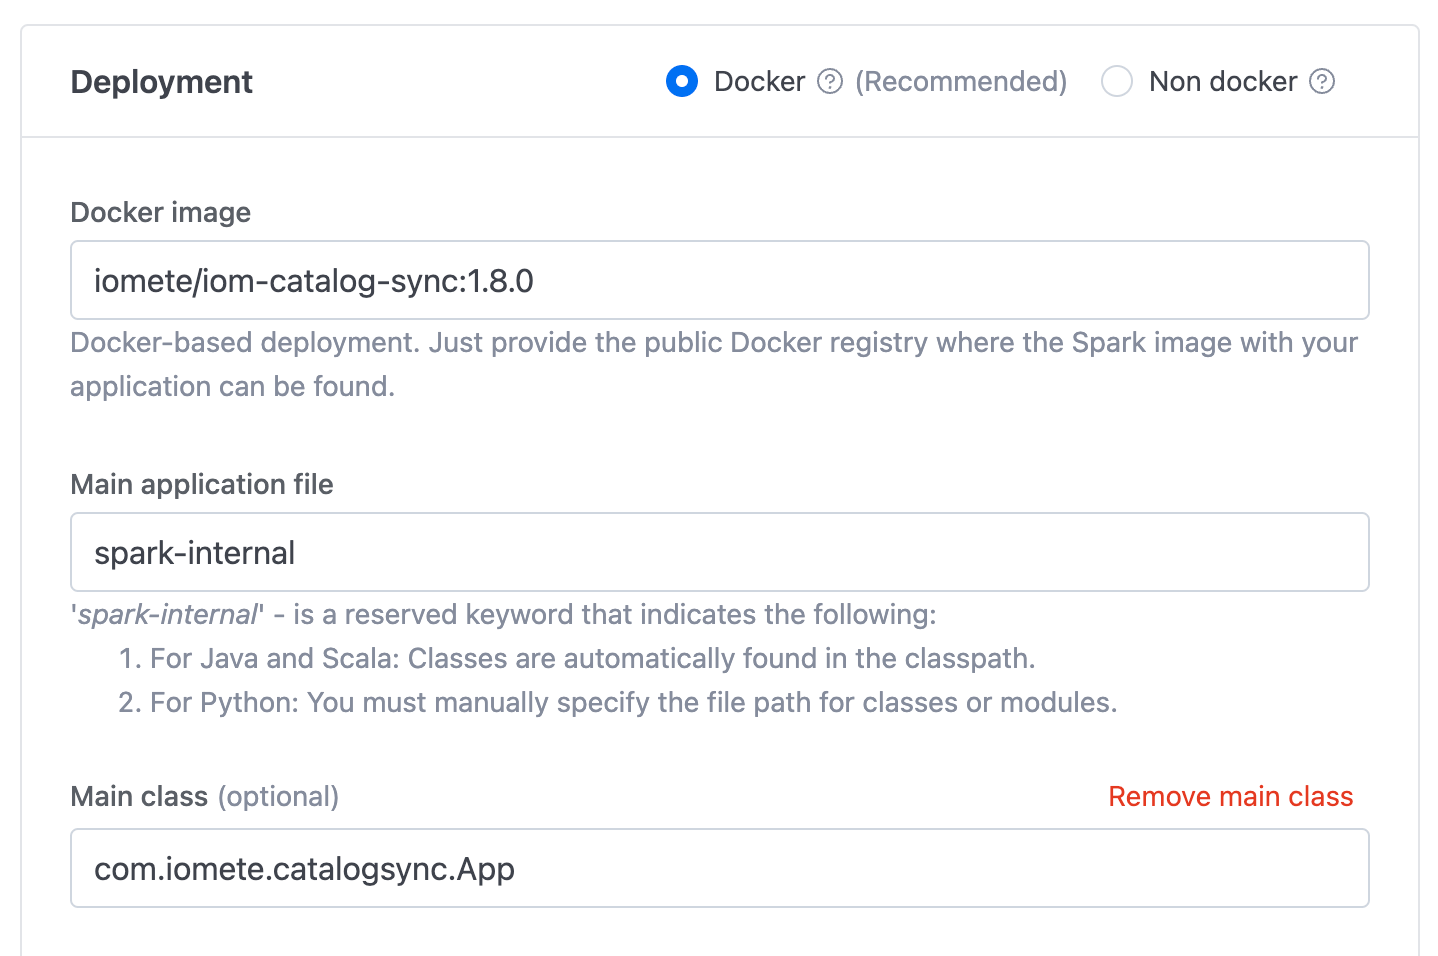 Deployment
Docker (Recommended) Non docker
Docker image
iomete/iom-catalog-sync:1.8.0
Docker-based deployment. Just provide the public Docker registry where the Spark image with your
application can be found.
Main application file
spark-internal
'spark-internal' - is a reserved keyword that indicates the following:
1. For Java and Scala: Classes are automatically found in the classpath.
2. For Python: You must manually specify the file path for classes or modules.
Main class (optional) Remove main class
com.iomete.catalogsync.App